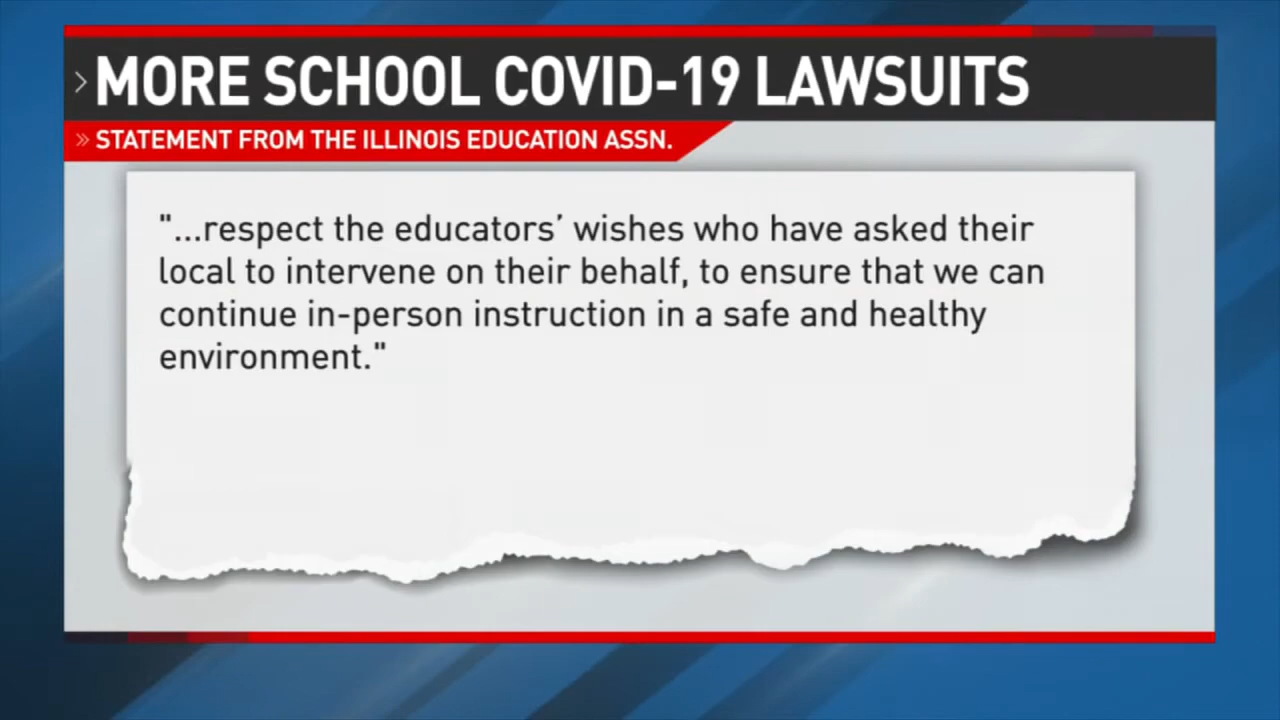 > MORE SCHOOL COVID-19 LAWSUITS
» STATEMENT FROM THE ILLINOIS EDUCATION ASSN.
"...respect the educators’ wishes who have asked their
local to intervene on their behalf, to ensure that we can
continue in-person instruction in a safe and healthy
environment."